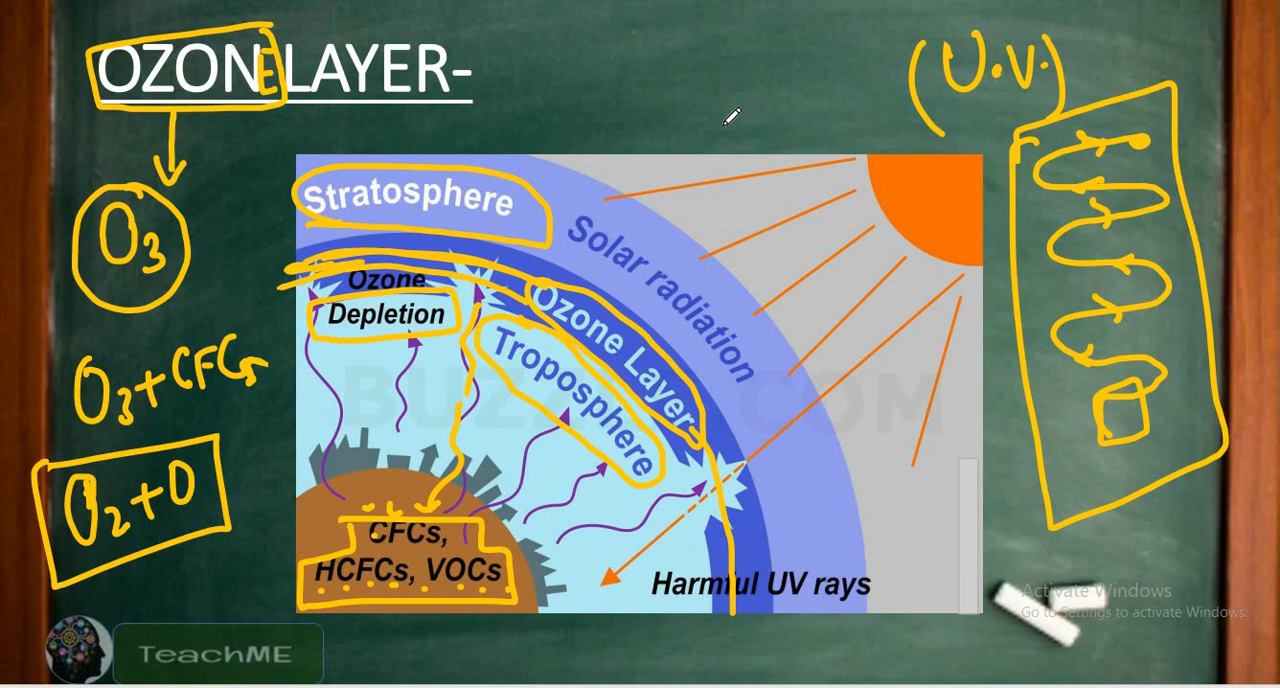 OZONE LAYER-
(U.V.)
O3
Stratosphere
Solar radiation
Ozone
Depletion
Ozone Layer
Troposphere
O3+CFCs
O2+O
CFCs,
HCFCs, VOCs
Harmful UV rays
Activate Windows
Go to Settings to activate Windows.
TeachME